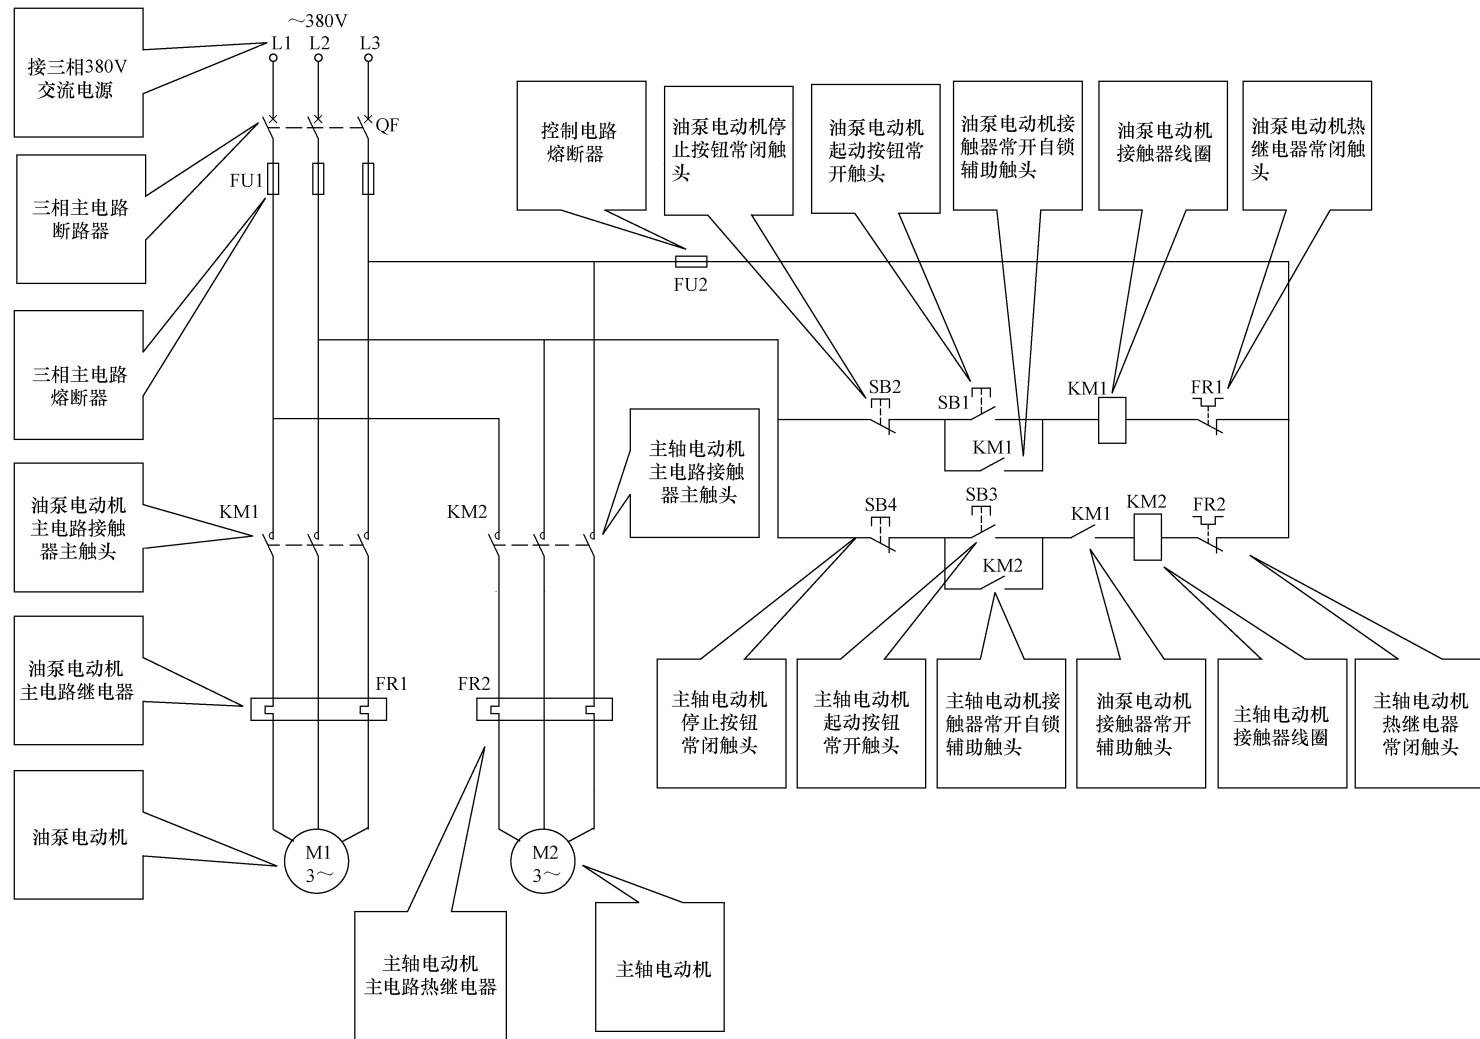 ～380V
L1 L2 L3
接三相380V
交流电源
QF
FU1
三相主电路
断路器
三相主电路
熔断器
控制电路
熔断器
油泵电动机停
止按钮常闭触
头
油泵电动机
起动按钮常
开触头
油泵电动机接
触器常开自锁
辅助触头
油泵电动机
接触器线圈
油泵电动机热
继电器常闭触
头
FU2
SB2
SB1
KM1
KM1
FR1
主轴电动机
主电路接触
器主触头
油泵电动机
主电路接触
器主触头
KM1
KM2
SB4
SB3
KM2
KM1
KM2
FR2
油泵电动机
主电路继电器
FR1
FR2
主轴电动机
停止按钮
常闭触头
主轴电动机
起动按钮
常开触头
主轴电动机接
触器常开自锁
辅助触头
油泵电动机
接触器常开
辅助触头
主轴电动机
接触器线圈
主轴电动机
热继电器
常闭触头
油泵电动机
M1
3～
M2
3～
主轴电动机
主电路热继电器
主轴电动机